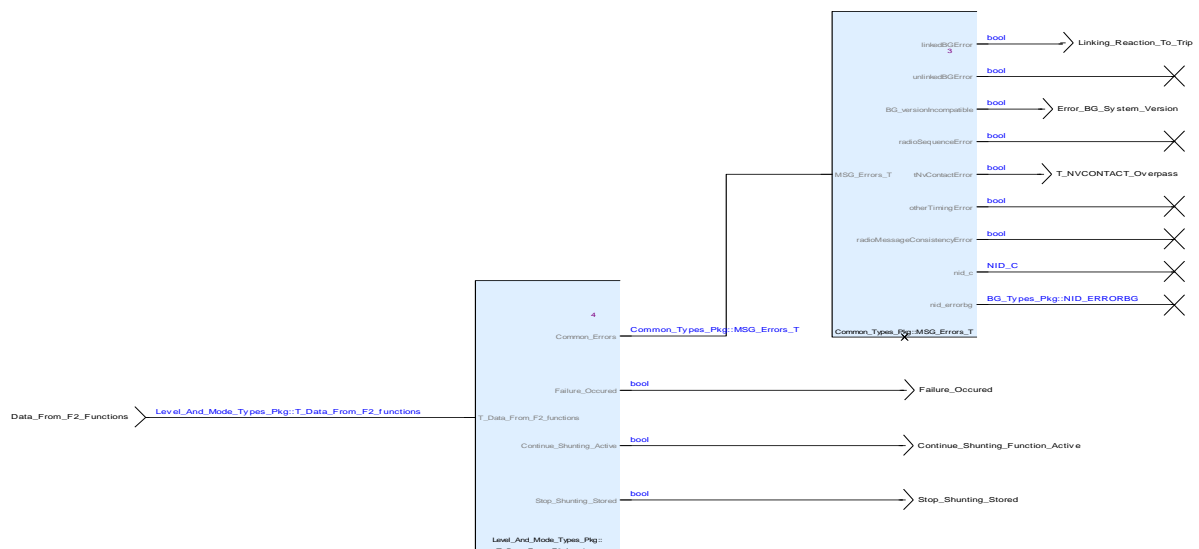 bool
linkedBGError
Linking_Reaction_To_Trip
3
bool
unlinkedBGError
bool
BG_versionIncompatible
Error_BG_System_Version
bool
radioSequenceError
bool
MSG_Errors_T
tNvContactError
T_NVCONTACT_Overpass
bool
otherTimingError
bool
radioMessageConsistencyError
NID_C
nid_c
BG_Types_Pkg::NID_ERRORBG
nid_errorbg
Common_Types_Pkg::MSG_Errors_T
4
Common_Types_Pkg::MSG_Errors_T
Common_Errors
bool
Failure_Occured
Failure_Occured
Data_From_F2_Functions
Level_And_Mode_Types_Pkg::T_Data_From_F2_functions
T_Data_From_F2_functions
bool
Continue_Shunting_Active
Continue_Shunting_Function_Active
bool
Stop_Shunting_Stored
Stop_Shunting_Stored
Level_And_Mode_Types_Pkg::